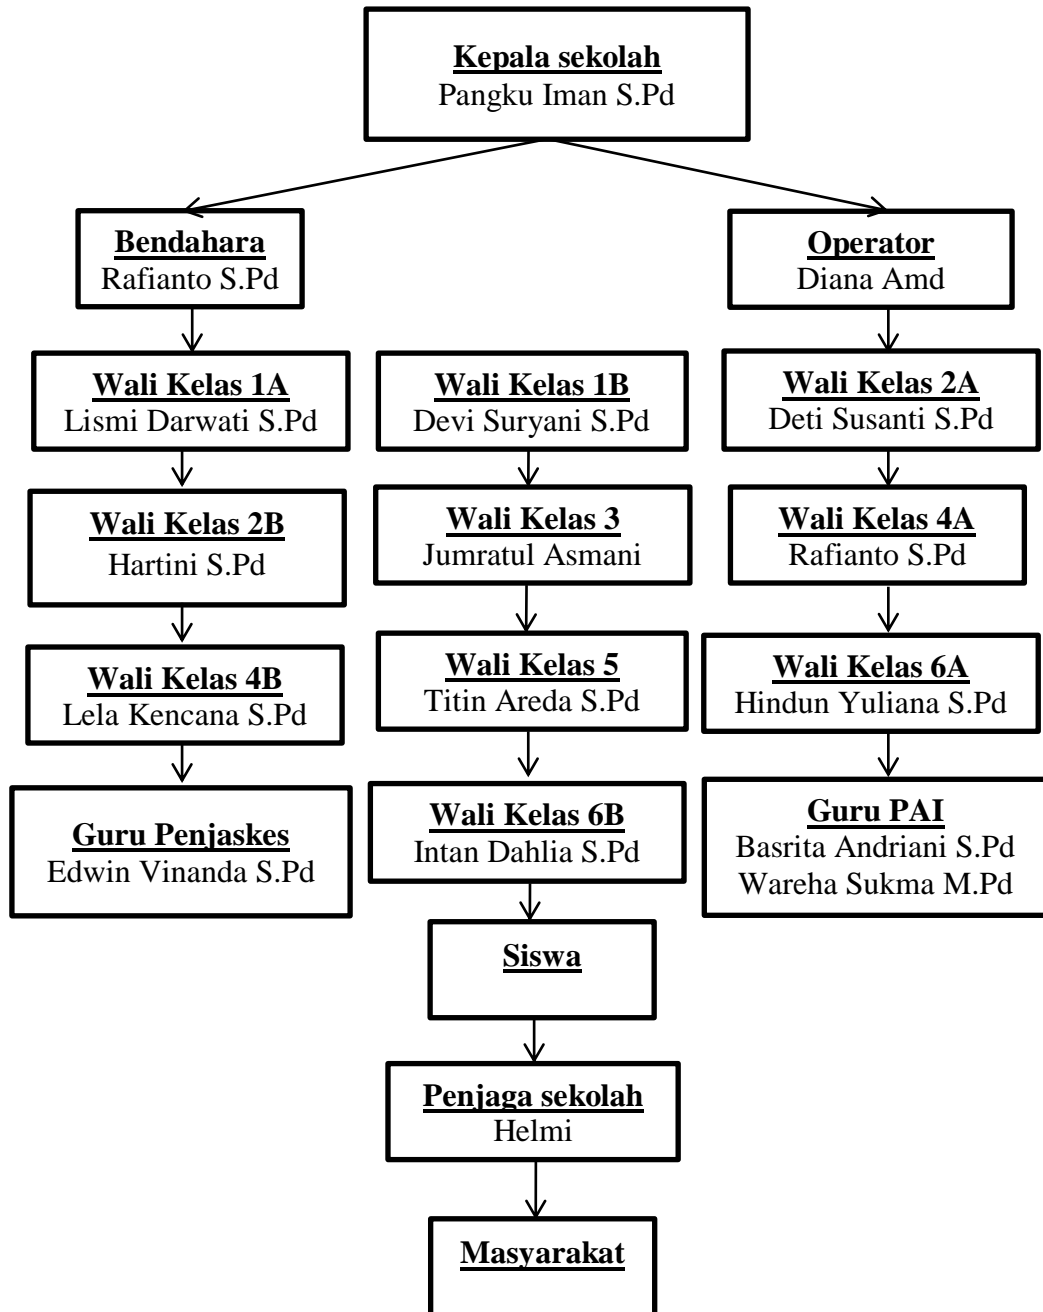 Kepala sekolah
Pangku Iman S.Pd
Bendahara
Rafianto S.Pd
Operator
Diana Amd
Wali Kelas 1A
Lismi Darwati S.Pd
Wali Kelas 1B
Devi Suryani S.Pd
Wali Kelas 2A
Deti Susanti S.Pd
Wali Kelas 2B
Hartini S.Pd
Wali Kelas 3
Jumratul Asmani
Wali Kelas 4A
Rafianto S.Pd
Wali Kelas 4B
Lela Kencana S.Pd
Wali Kelas 5
Titin Areda S.Pd
Wali Kelas 6A
Hindun Yuliana S.Pd
Guru Penjaskes
Edwin Vinanda S.Pd
Wali Kelas 6B
Intan Dahlia S.Pd
Guru PAI
Basrita Andriani S.Pd
Wareha Sukma M.Pd
Siswa
Penjaga sekolah
Helmi
Masyarakat